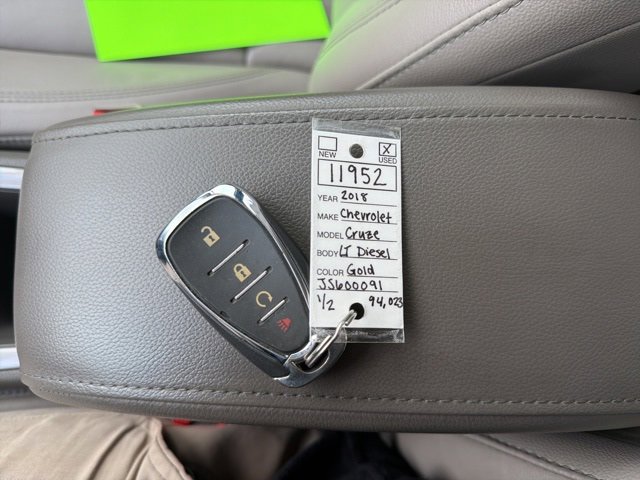 X
NEW USED
11952
YEAR 2018
MAKE Chevrolet
MODEL Cruze
BODY LT Diesel
COLOR Gold
JS600091
1/2 94,023